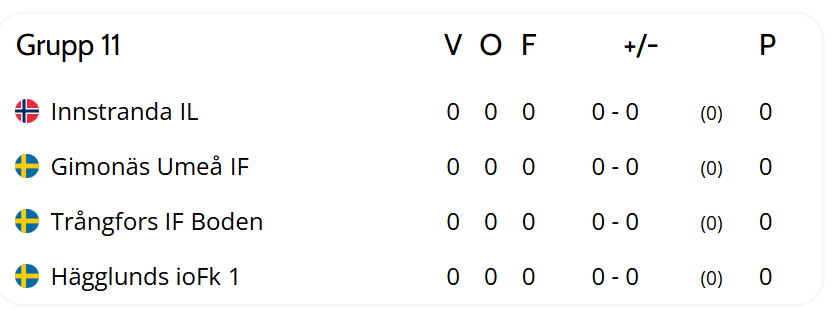 Grupp 11 V O F +/- P
Innstranda IL 0 0 0 0 - 0 (0) 0
Gimonäs Umeå IF 0 0 0 0 - 0 (0) 0
Trångfors IF Boden 0 0 0 0 - 0 (0) 0
Hägglunds ioFk 1 0 0 0 0 - 0 (0) 0